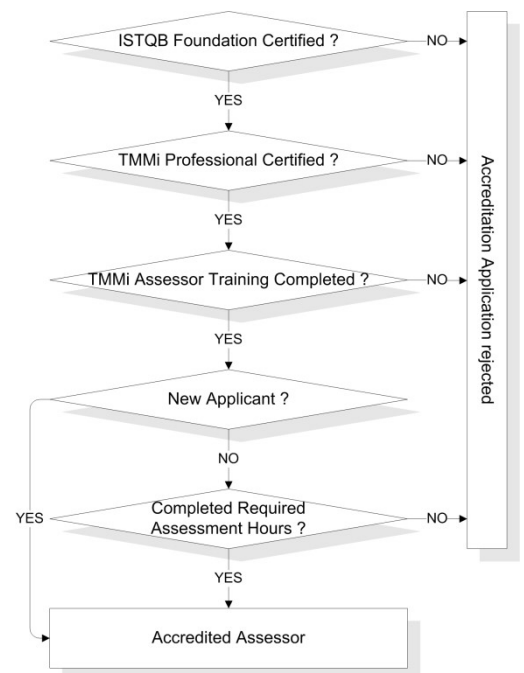 ISTQB Foundation Certified ?
NO
YES
TMMi Professional Certified ?
NO
YES
TMMi Assessor Training Completed ?
NO
YES
New Applicant ?
NO
YES
Completed Required
Assessment Hours ?
NO
YES
Accredited Assessor
Accreditation Application rejected